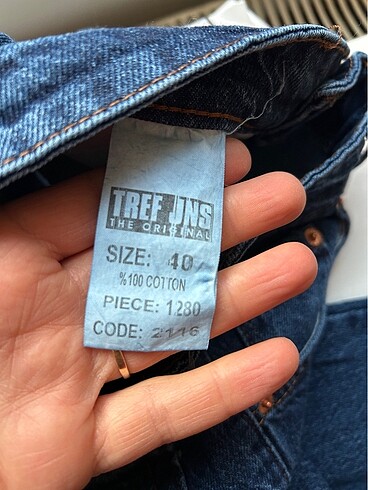 TREF JNS
THE ORIGINAL
SIZE: 40
%100 COTTON
PIECE: 1280
CODE: 2116